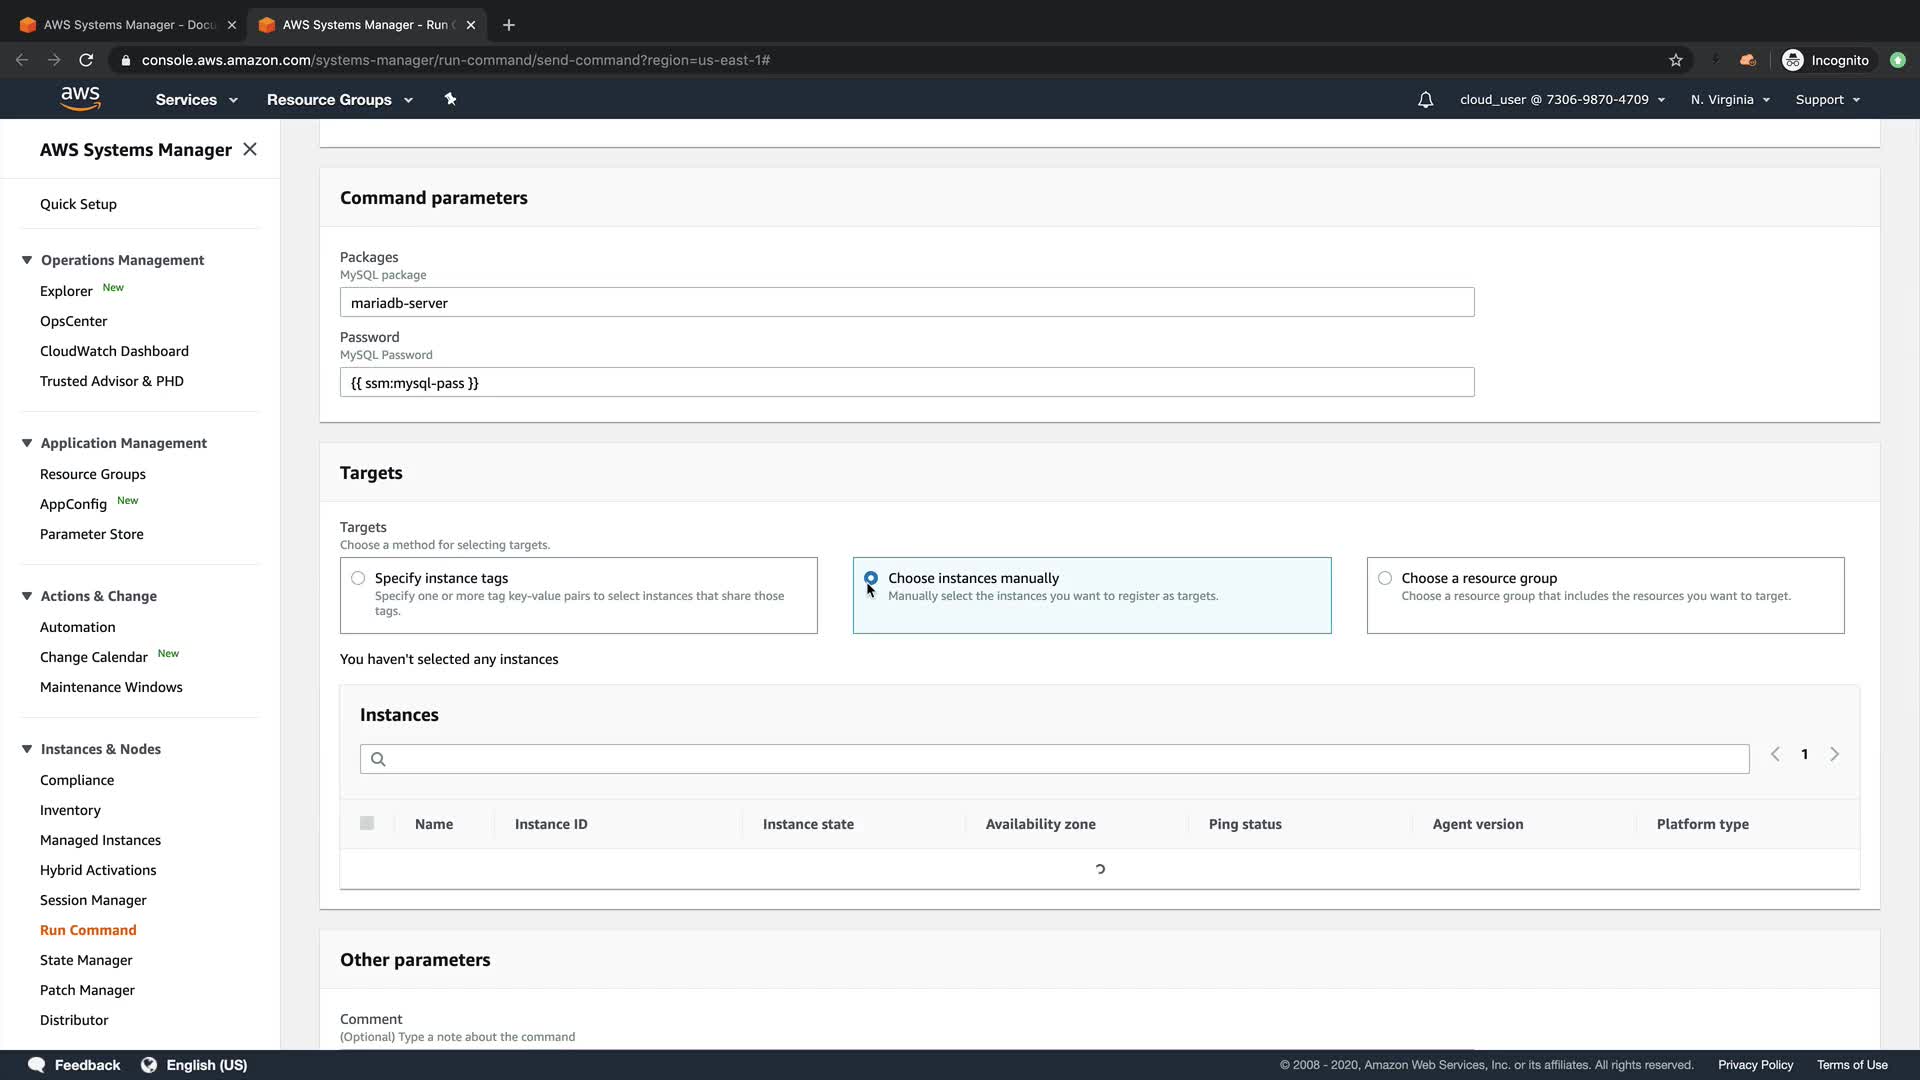 AWS Systems Manager - Docu
AWS Systems Manager - Run C
console.aws.amazon.com/systems-manager/run-command/send-command?region=us-east-1#
Incognito
aws
Services
Resource Groups
cloud_user @ 7306-9870-4709
N. Virginia
Support
AWS Systems Manager
Quick Setup
Operations Management
Explorer New
OpsCenter
CloudWatch Dashboard
Trusted Advisor & PHD
Application Management
Resource Groups
AppConfig New
Parameter Store
Actions & Change
Automation
Change Calendar New
Maintenance Windows
Instances & Nodes
Compliance
Inventory
Managed Instances
Hybrid Activations
Session Manager
Run Command
State Manager
Patch Manager
Distributor
Command parameters
Packages
MySQL package
mariadb-server
Password
MySQL Password
{{ ssm:mysql-pass }}
Targets
Targets
Choose a method for selecting targets.
Specify instance tags
Specify one or more tag key-value pairs to select instances that share those
tags.
Choose instances manually
Manually select the instances you want to register as targets.
Choose a resource group
Choose a resource group that includes the resources you want to target.
You haven't selected any instances
Instances
1
Name Instance ID Instance state Availability zone Ping status Agent version Platform type
Other parameters
Comment
(Optional) Type a note about the command
Feedback
English (US)
© 2008 - 2020, Amazon Web Services, Inc. or its affiliates. All rights reserved.
Privacy Policy
Terms of Use